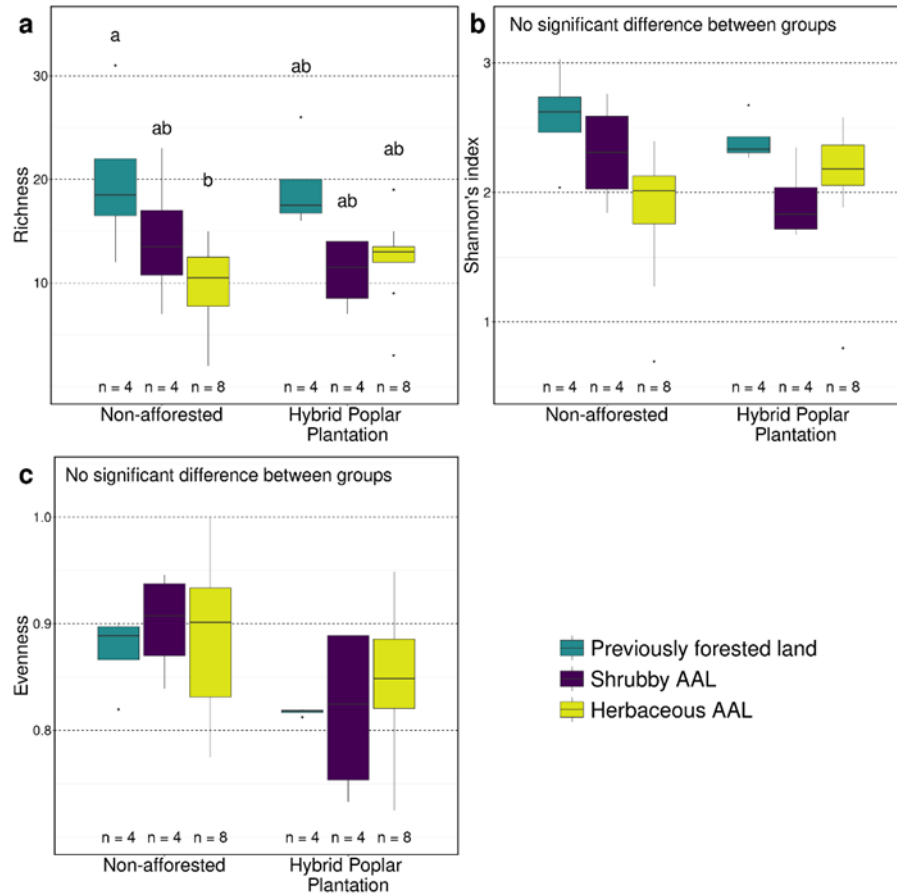 a
a
30
ab
ab
20
b
ab
ab
10
Richness
n = 4 n = 4 n = 8
n = 4 n = 4 n = 8
Non-afforested
Hybrid Poplar
Plantation
b
No significant difference between groups
3
2
1
Shannon's index
n = 4 n = 4 n = 8
n = 4 n = 4 n = 8
Non-afforested
Hybrid Poplar
Plantation
c
No significant difference between groups
1.0
0.9
0.8
Evenness
n = 4 n = 4 n = 8
n = 4 n = 4 n = 8
Non-afforested
Hybrid Poplar
Plantation
Previously forested land
Shrubby AAL
Herbaceous AAL